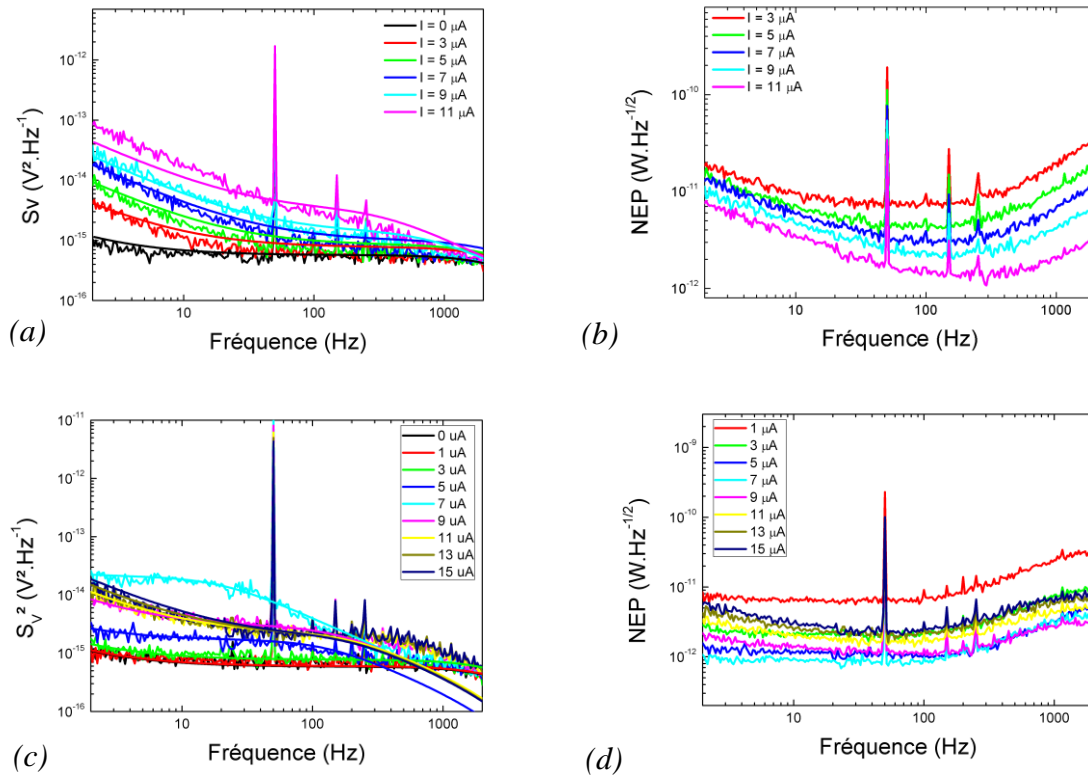 Sv (V².Hz⁻¹)
10⁻¹²
10⁻¹³
10⁻¹⁴
10⁻¹⁵
10⁻¹⁶
I = 0 µA
I = 3 µA
I = 5 µA
I = 7 µA
I = 9 µA
I = 11 µA
10
100
1000
Fréquence (Hz)
(a)
NEP (W.Hz⁻¹/²)
10⁻⁹
10⁻¹⁰
10⁻¹¹
10⁻¹²
I = 3 µA
I = 5 µA
I = 7 µA
I = 9 µA
I = 11 µA
10
100
1000
Fréquence (Hz)
(b)
S_V² (V².Hz⁻¹)
10⁻¹¹
10⁻¹²
10⁻¹³
10⁻¹⁴
10⁻¹⁵
10⁻¹⁶
0 uA
1 uA
3 uA
5 uA
7 uA
9 uA
11 uA
13 uA
15 uA
10
100
1000
Fréquence (Hz)
(c)
NEP (W.Hz⁻¹/²)
10⁻⁹
10⁻¹⁰
10⁻¹¹
10⁻¹²
1 µA
3 µA
5 µA
7 µA
9 µA
11 µA
13 µA
15 µA
10
100
1000
Fréquence (Hz)
(d)